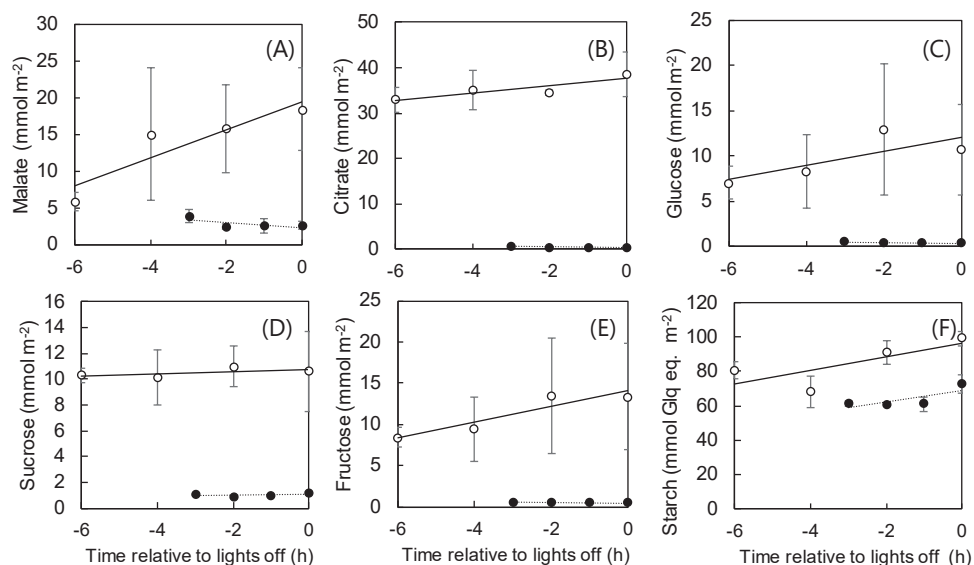 (A)
Malate (mmol m-2)
30
25
20
15
10
5
0
-6 -4 -2 0
(B)
Citrate (mmol m-2)
50
40
30
20
10
0
-6 -4 -2 0
(C)
Glucose (mmol m-2)
25
20
15
10
5
0
-6 -4 -2 0
(D)
Sucrose (mmol m-2)
16
14
12
10
8
6
4
2
0
-6 -4 -2 0
Time relative to lights off (h)
(E)
Fructose (mmol m-2)
25
20
15
10
5
0
-6 -4 -2 0
Time relative to lights off (h)
(F)
Starch (mmol Glq eq. m-2)
120
100
80
60
40
20
0
-6 -4 -2 0
Time relative to lights off (h)